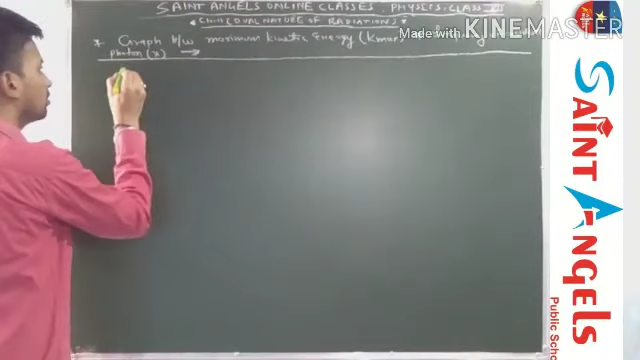 SAINT ANGELS ONLINE CLASSES, PHYSICS-CLASS
(DUAL NATURE OF RADIATION)
* Graph b/w maximum kinetic Energy (Kmax)
photon (ν) →
Made with KINEMASTER
SAINT ANGELS
Public Scho